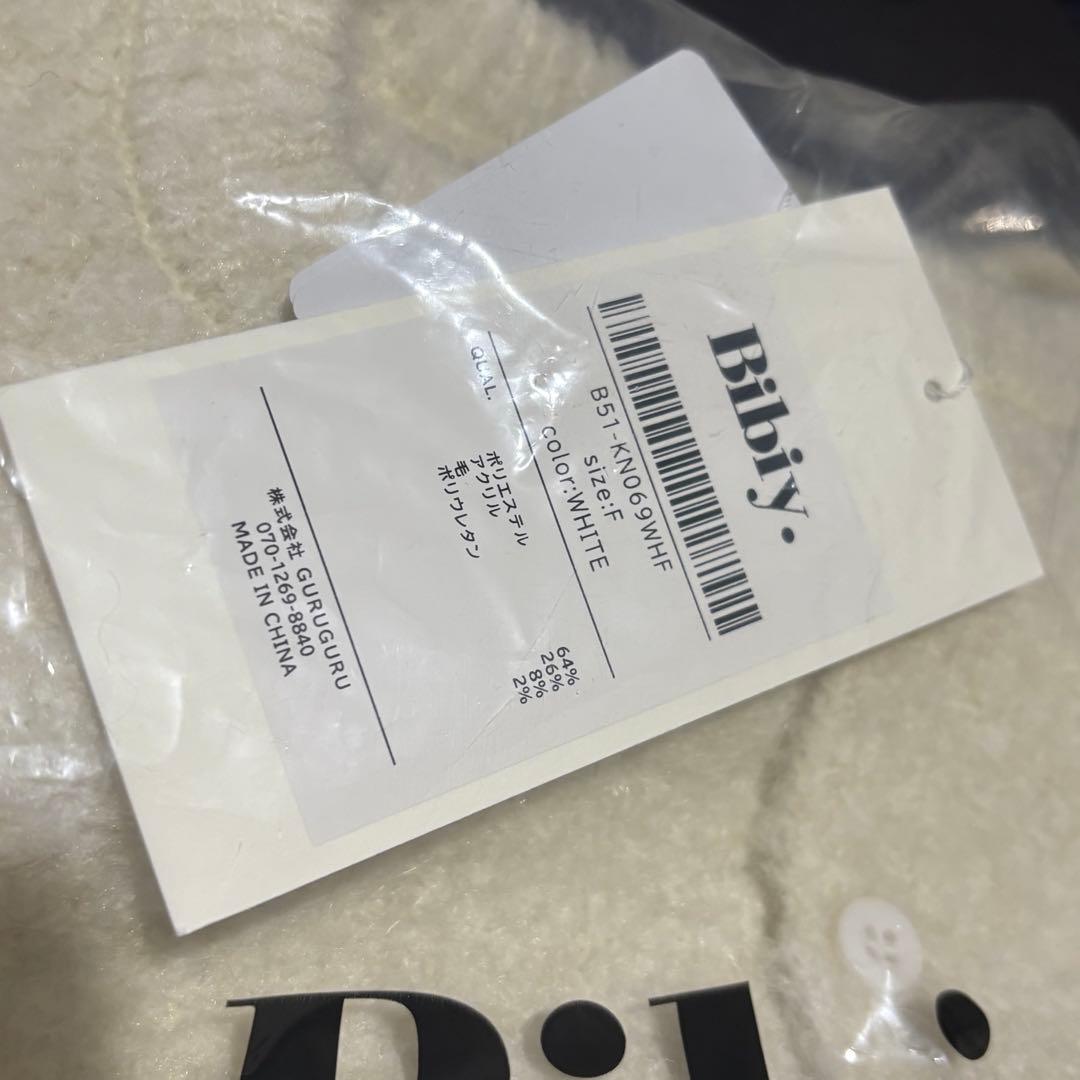 Bibiy.
B51-KN069WHF
size:F
color:WHITE
QUAL.
ポリエステル 64%
アクリル 26%
毛 8%
ポリウレタン 2%
株式会社 GURUGURU
070-1269-8840
MADE IN CHINA